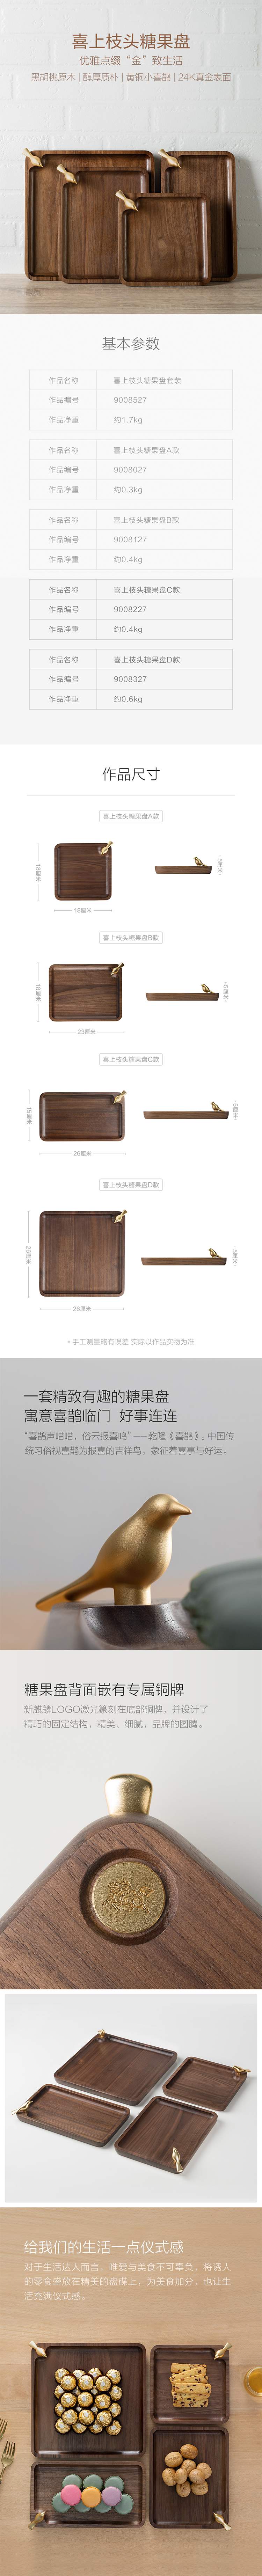 喜上枝头糖果盘
优雅点缀“金”致生活
黑胡桃原木 | 醇厚质朴 | 黄铜小喜鹊 | 24K真金表面
基本参数
作品名称 喜上枝头糖果盘套装
作品编号 9008527
作品净重 约1.7kg
作品名称 喜上枝头糖果盘A款
作品编号 9008027
作品净重 约0.3kg
作品名称 喜上枝头糖果盘B款
作品编号 9008127
作品净重 约0.4kg
作品名称 喜上枝头糖果盘C款
作品编号 9008227
作品净重 约0.4kg
作品名称 喜上枝头糖果盘D款
作品编号 9008327
作品净重 约0.6kg
作品尺寸
喜上枝头糖果盘A款
18厘米
5厘米
18厘米
喜上枝头糖果盘B款
18厘米
5厘米
23厘米
喜上枝头糖果盘C款
15厘米
5厘米
26厘米
喜上枝头糖果盘D款
26厘米
5厘米
26厘米
*手工测量略有误差 实际以作品实物为准
一套精致有趣的糖果盘
寓意喜鹊临门 好事连连
“喜鹊声唶唶，俗云报喜鸣”——乾隆《喜鹊》。中国传
统习俗视喜鹊为报喜的吉祥鸟，象征着喜事与好运。
糖果盘背面嵌有专属铜牌
新麒麟LOGO激光篆刻在底部铜牌，并设计了
精巧的固定结构，精美、细腻，品牌的图腾。
给我们的生活一点仪式感
对于生活达人而言，唯爱与美食不可辜负，将诱人
的零食盛放在精美的盘碟上，为美食加分，也让生
活充满仪式感。